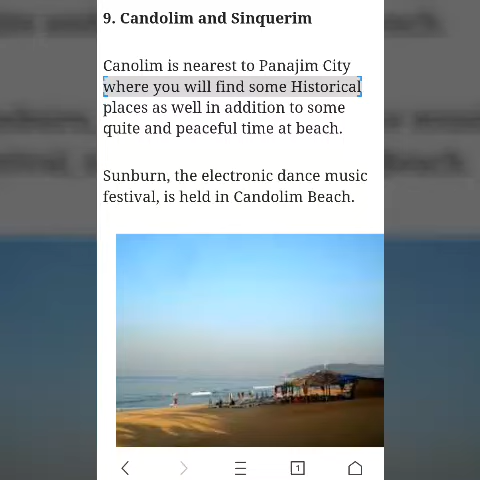 9. Candolim and Sinquerim
Canolim is nearest to Panajim City
where you will find some Historical
places as well in addition to some
quite and peaceful time at beach.
Sunburn, the electronic dance music
festival, is held in Candolim Beach.
1